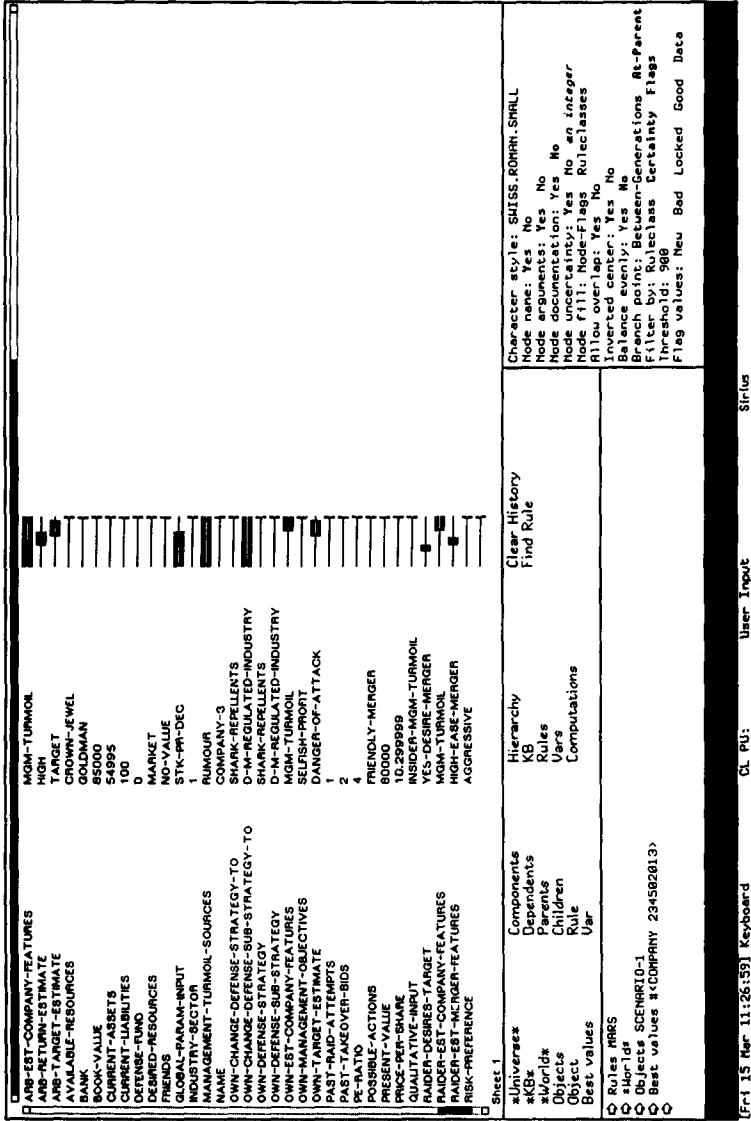 ARB-EST-COMPANY-FEATURES MGM-TURMOIL
ARB-RETURN-ESTIMATE HIGH
ARB-TARGET-ESTIMATE TARGET
AVAILABLE-RESOURCES CROWN-JEWEL
BANK GOLDMAN
BOOK-VALUE 85000
CURRENT-ASSETS 54995
CURRENT-LIABILITIES 100
DEFENSE-FUND 0
DESIRED-RESOURCES MARKET
FRIENDS NO-VALUE
GLOBAL-PARAM-INPUT STK-PR-DEC
INDUSTRY-SECTOR 1
MANAGEMENT-TURMOIL-SOURCES RUMOUR
NAME COMPANY-3
OWN-CHANGE-DEFENSE-STRATEGY-TO SHARK-REPELLENTS
OWN-CHANGE-DEFENSE-SUB-STRATEGY-TO D-M-REGULATED-INDUSTRY
OWN-DEFENSE-STRATEGY SHARK-REPELLENTS
OWN-DEFENSE-SUB-STRATEGY D-M-REGULATED-INDUSTRY
OWN-EST-COMPANY-FEATURES MGM-TURMOIL
OWN-MANAGEMENT-OBJECTIVES SELFISH-PROFIT
OWN-TARGET-ESTIMATE DANGER-OF-ATTACK
PAST-RAID-ATTEMPTS 1
PAST-TAKEOVER-BIDS 2
PE-RATIO 4
POSSIBLE-ACTIONS FRIENDLY-MERGER
PRESENT-VALUE 80000
PRICE-PER-SHARE 10.299999
QUALITATIVE-INPUT INSIDER-MGM-TURMOIL
RAIDER-DESIRES-TARGET YES-DESIRE-MERGER
RAIDER-EST-COMPANY-FEATURES MGM-TURMOIL
RAIDER-EST-MERGER-FEATURES HIGH-EASE-MERGER
RISK-PREFERENCE AGGRESSIVE
Sheet 1
*Universe* Components Hierarchy Clear History
*KB* Dependents KB Find Rule
*World* Parents Rules
Objects Children Vars
Object Rule Computations
Best values Var
Rules MARS
*World*
Objects SCENARIO-1
Best values #<COMPANY 234502013>
Character style: SWISS.ROMAN.SMALL
Node name: Yes No
Node arguments: Yes No
Node documentation: Yes No
Node uncertainty: Yes No an integer
Node fill: Node-Flags Ruleclasses
Allow overlap: Yes No
Inverted center: Yes No
Balance evenly: Yes No
Branch point: Between-Generations At-Parent
Filter by: Ruleclass Certainty Flags
Threshold: 900
Flag values: New Bad Locked Good Data
[Fri 15 Mar 11:26:59] Keyboard CL PU: User Input Sirius